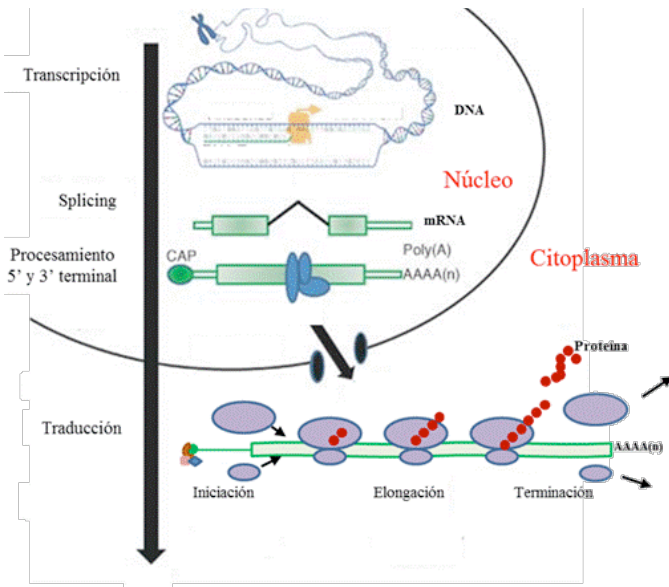 Transcripción
DNA
Núcleo
Splicing
mRNA
Procesamiento
5’ y 3’ terminal
CAP
Poly(A)
AAAA(n)
Citoplasma
Proteína
Traducción
AAAA(n)
Iniciación
Elongación
Terminación